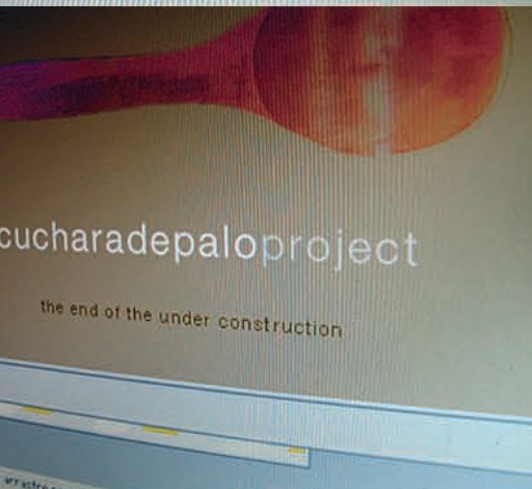 cucharadepaloproject
the end of the under construction